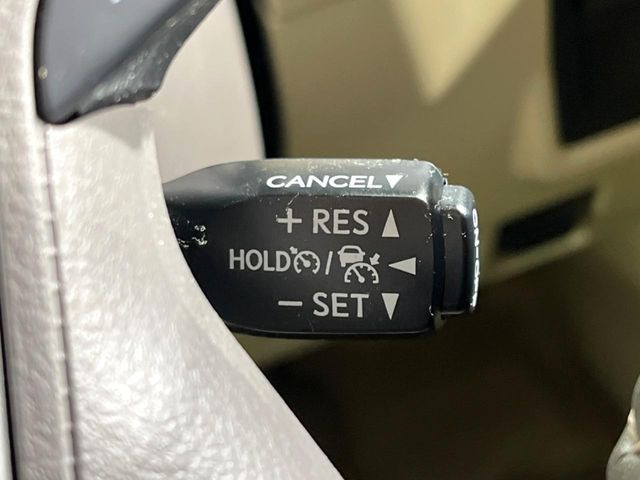 CANCEL▼
+ RES ▲
HOLD / ◀
− SET ▼